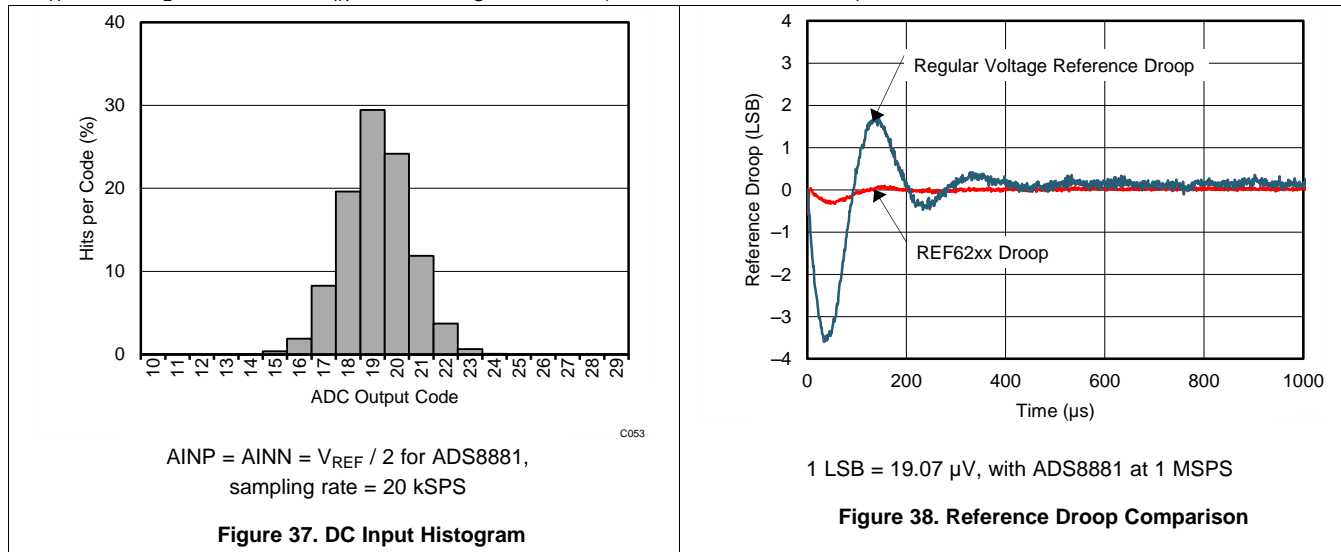 40
30
20
10
0
Hits per Code (%)
10 11 12 13 14 15 16 17 18 19 20 21 22 23 24 25 26 27 28 29
ADC Output Code
C053
AINP = AINN = VREF / 2 for ADS8881,
sampling rate = 20 kSPS
Figure 37. DC Input Histogram
4
3
2
1
0
–1
–2
–3
–4
Reference Droop (LSB)
Regular Voltage Reference Droop
REF62xx Droop
0 200 400 600 800 1000
Time (µs)
1 LSB = 19.07 µV, with ADS8881 at 1 MSPS
Figure 38. Reference Droop Comparison